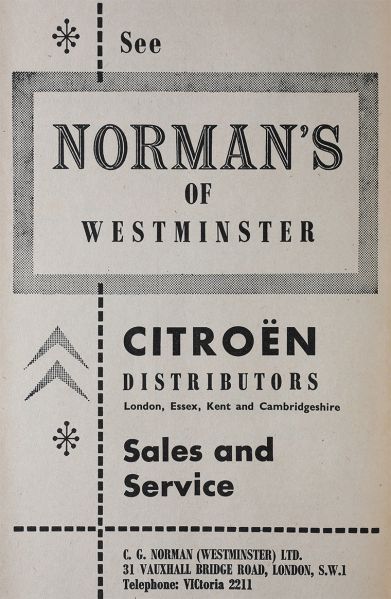 See
NORMAN'S
OF
WESTMINSTER
CITROËN
DISTRIBUTORS
London, Essex, Kent and Cambridgeshire
Sales and
Service
C. G. NORMAN (WESTMINSTER) LTD.
31 VAUXHALL BRIDGE ROAD, LONDON, S.W.1
Telephone: VICtoria 2211